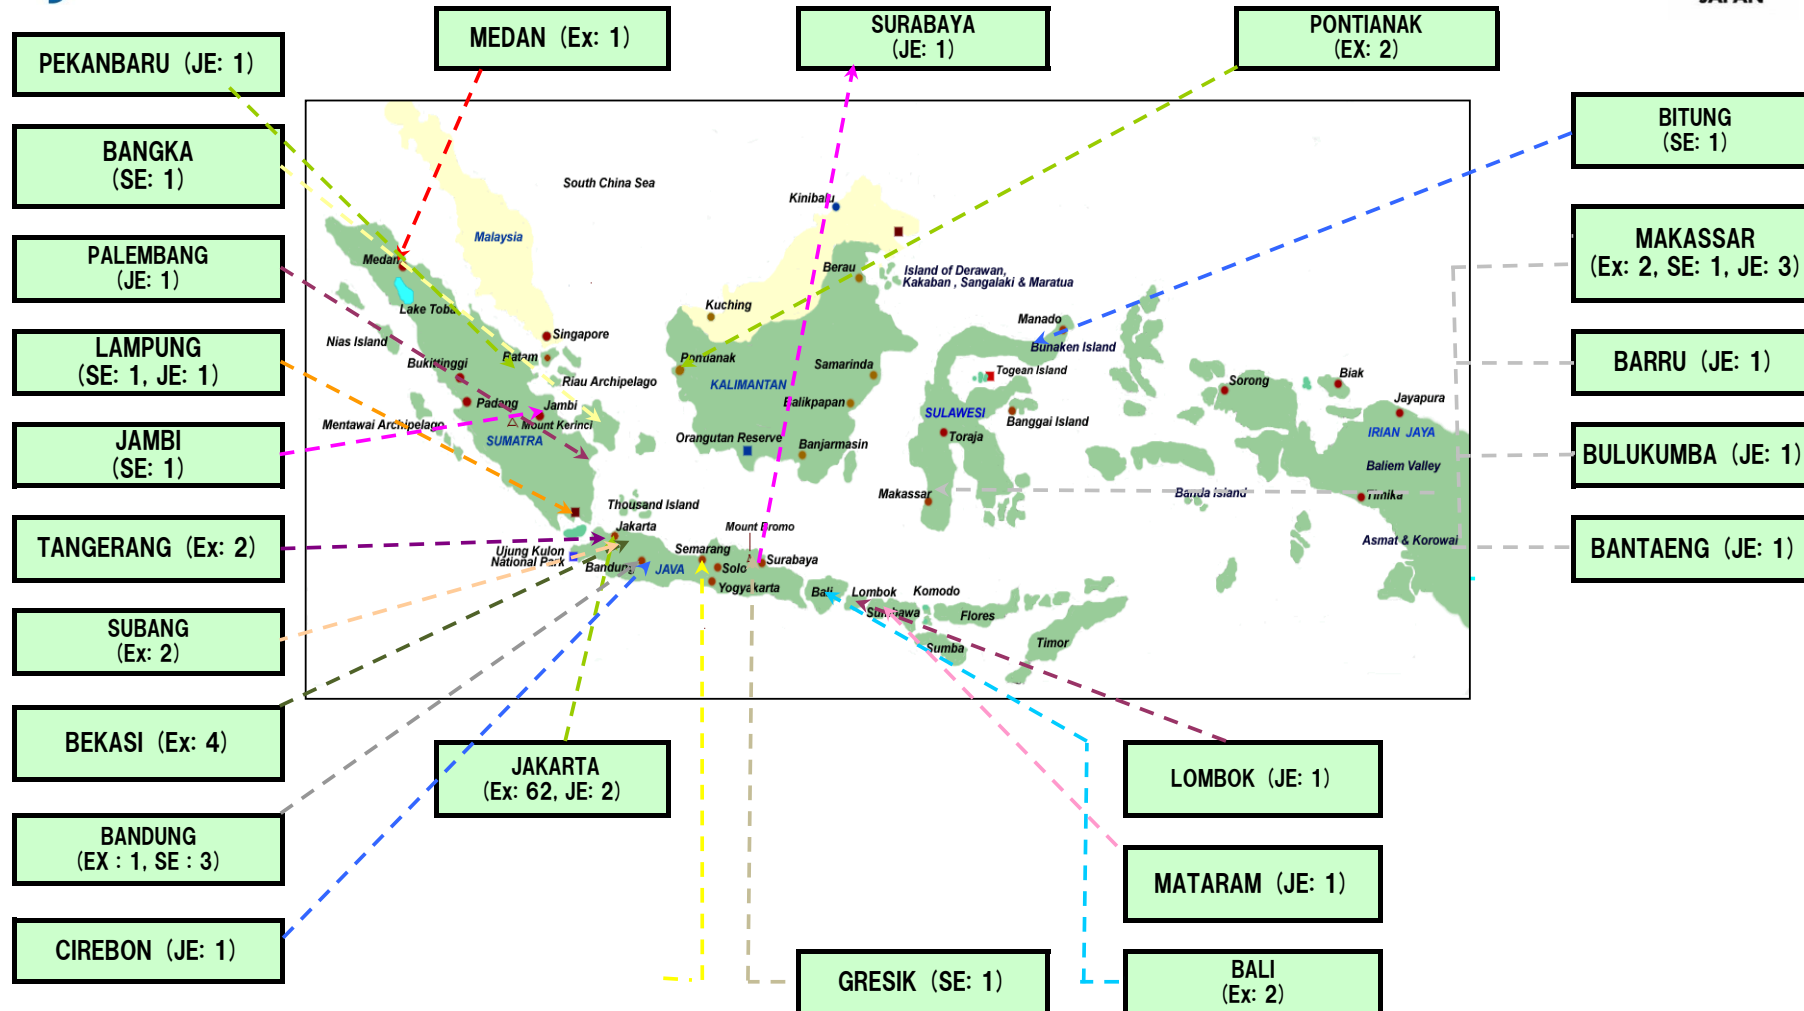 JAPAN
MEDAN (Ex: 1)
SURABAYA
(JE: 1)
PONTIANAK
(EX: 2)
PEKANBARU (JE: 1)
BANGKA
(SE: 1)
PALEMBANG
(JE: 1)
LAMPUNG
(SE: 1, JE: 1)
JAMBI
(SE: 1)
TANGERANG (Ex: 2)
SUBANG
(Ex: 2)
BEKASI (Ex: 4)
BANDUNG
(EX : 1, SE : 3)
CIREBON (JE: 1)
BITUNG
(SE: 1)
MAKASSAR
(Ex: 2, SE: 1, JE: 3)
BARRU (JE: 1)
BULUKUMBA (JE: 1)
BANTAENG (JE: 1)
South China Sea
Kinibalu
Malaysia
Medan
Lake Toba
Berau
Island of Derawan,
Kakaban , Sangalaki & Maratua
Kuching
Manado
Bunaken Island
Singapore
Nias Island
Bukittinggi
Batam
Riau Archipelago
Pontianak
KALIMANTAN
Samarinda
Togean Island
Sorong
Biak
Padang
Jambi
Mount Kerinci
Mentawai Archipelago
SUMATRA
Balikpapan
SULAWESI
Banggai Island
Jayapura
Orangutan Reserve
Banjarmasin
Toraja
IRIAN JAYA
Baliem Valley
Makassar
Banda Island
Timika
Thousand Island
Jakarta
Mount Bromo
Asmat & Korowai
Ujung Kulon
National Park
Bandung
JAVA
Semarang
Solo
Surabaya
Yogyakarta
Bali
Lombok
Komodo
Sumbawa
Flores
Sumba
Timor
JAKARTA
(Ex: 62, JE: 2)
LOMBOK (JE: 1)
MATARAM (JE: 1)
GRESIK (SE: 1)
BALI
(Ex: 2)